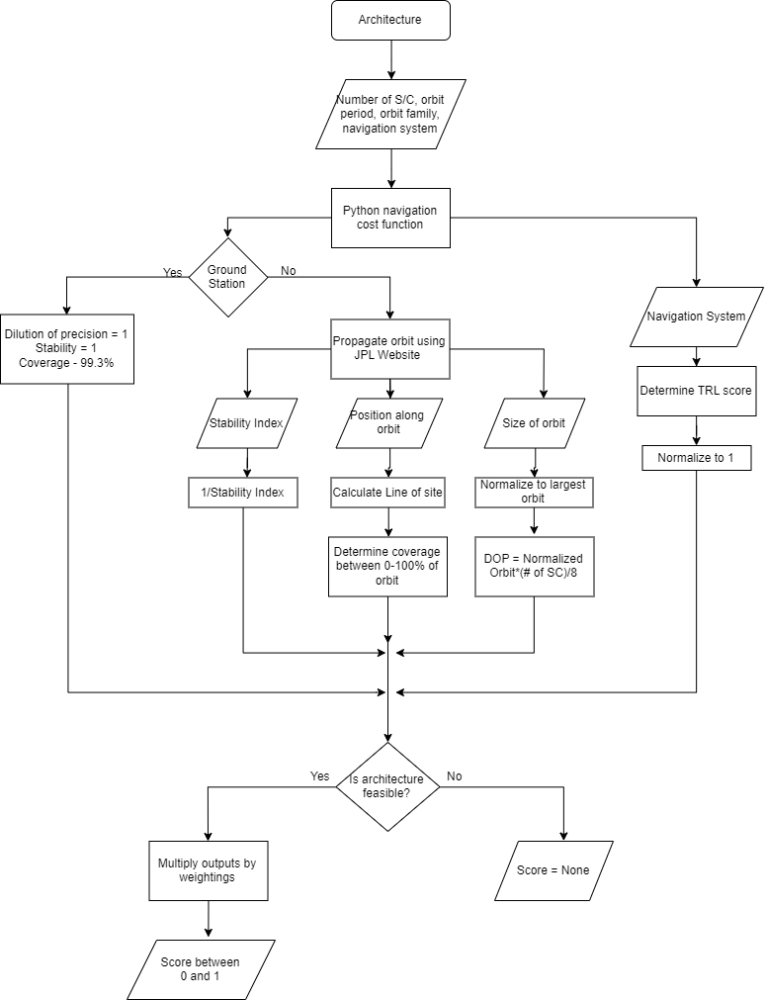 Architecture
Number of S/C, orbit
period, orbit family,
navigation system
Python navigation
cost function
Ground
Station
Yes
No
Dilution of precision = 1
Stability = 1
Coverage - 99.3%
Propagate orbit using
JPL Website
Navigation System
Determine TRL score
Normalize to 1
Stability Index
Position along
orbit
Size of orbit
1/Stability Index
Calculate Line of site
Normalize to largest
orbit
Determine coverage
between 0-100% of
orbit
DOP = Normalized
Orbit*(# of SC)/8
Is architecture
feasible?
Yes
No
Multiply outputs by
weightings
Score = None
Score between
0 and 1